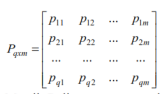 P_{qxm} = [ p_{11} p_{12} ... p_{1m}
p_{21} p_{22} ... p_{2m}
... ... ... ...
p_{q1} p_{q2} ... p_{qm} ]